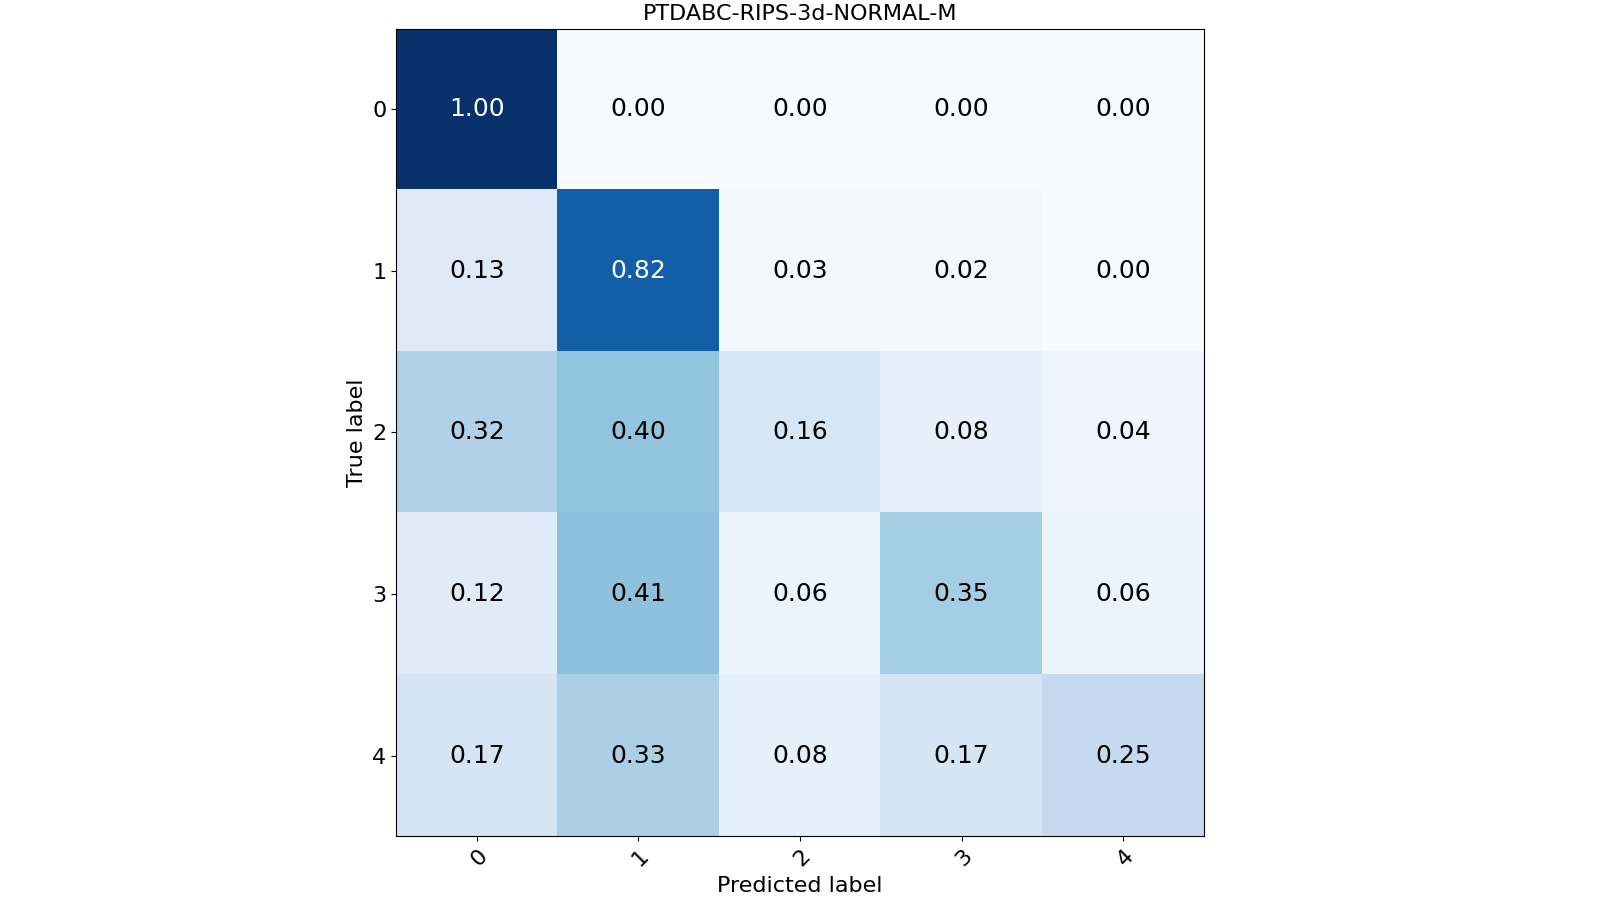 PTDABC-RIPS-3d-NORMAL-M
0 1.00 0.00 0.00 0.00 0.00
1 0.13 0.82 0.03 0.02 0.00
2 0.32 0.40 0.16 0.08 0.04
3 0.12 0.41 0.06 0.35 0.06
4 0.17 0.33 0.08 0.17 0.25
True label
0 1 2 3 4
Predicted label